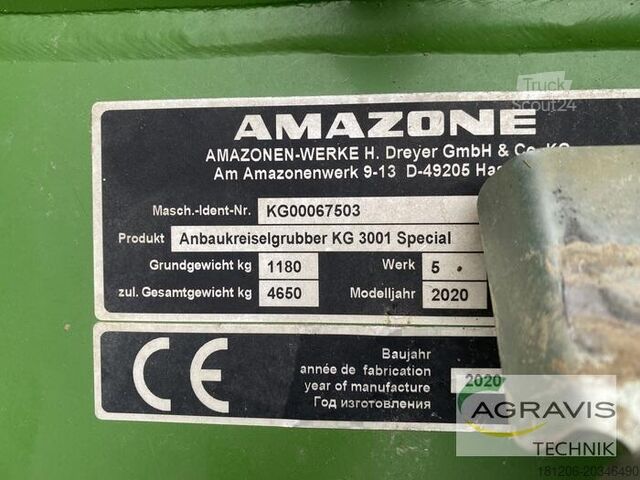 Truck
Scout24
AMAZONE
AMAZONEN-WERKE H. Dreyer GmbH & Co. KG
Am Amazonenwerk 9-13 D-49205
Masch.-Ident-Nr. KG00067503
Produkt Anbaukreiselgrubber KG 3001 Special
Grundgewicht kg 1180 Werk 5
zul. Gesamtgewicht kg 4650 Modelljahr 2020
CE
Baujahr
année de fabrication
year of manufacture 2020
Год изготовления
AGRAVIS
TECHNIK
181206-20346490